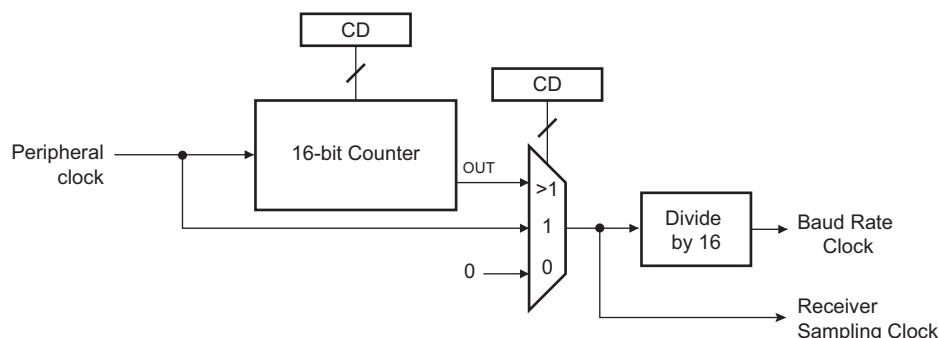 CD
CD
Peripheral
clock
16-bit Counter
OUT
>1
1
0
0
Divide
by 16
Baud Rate
Clock
Receiver
Sampling Clock